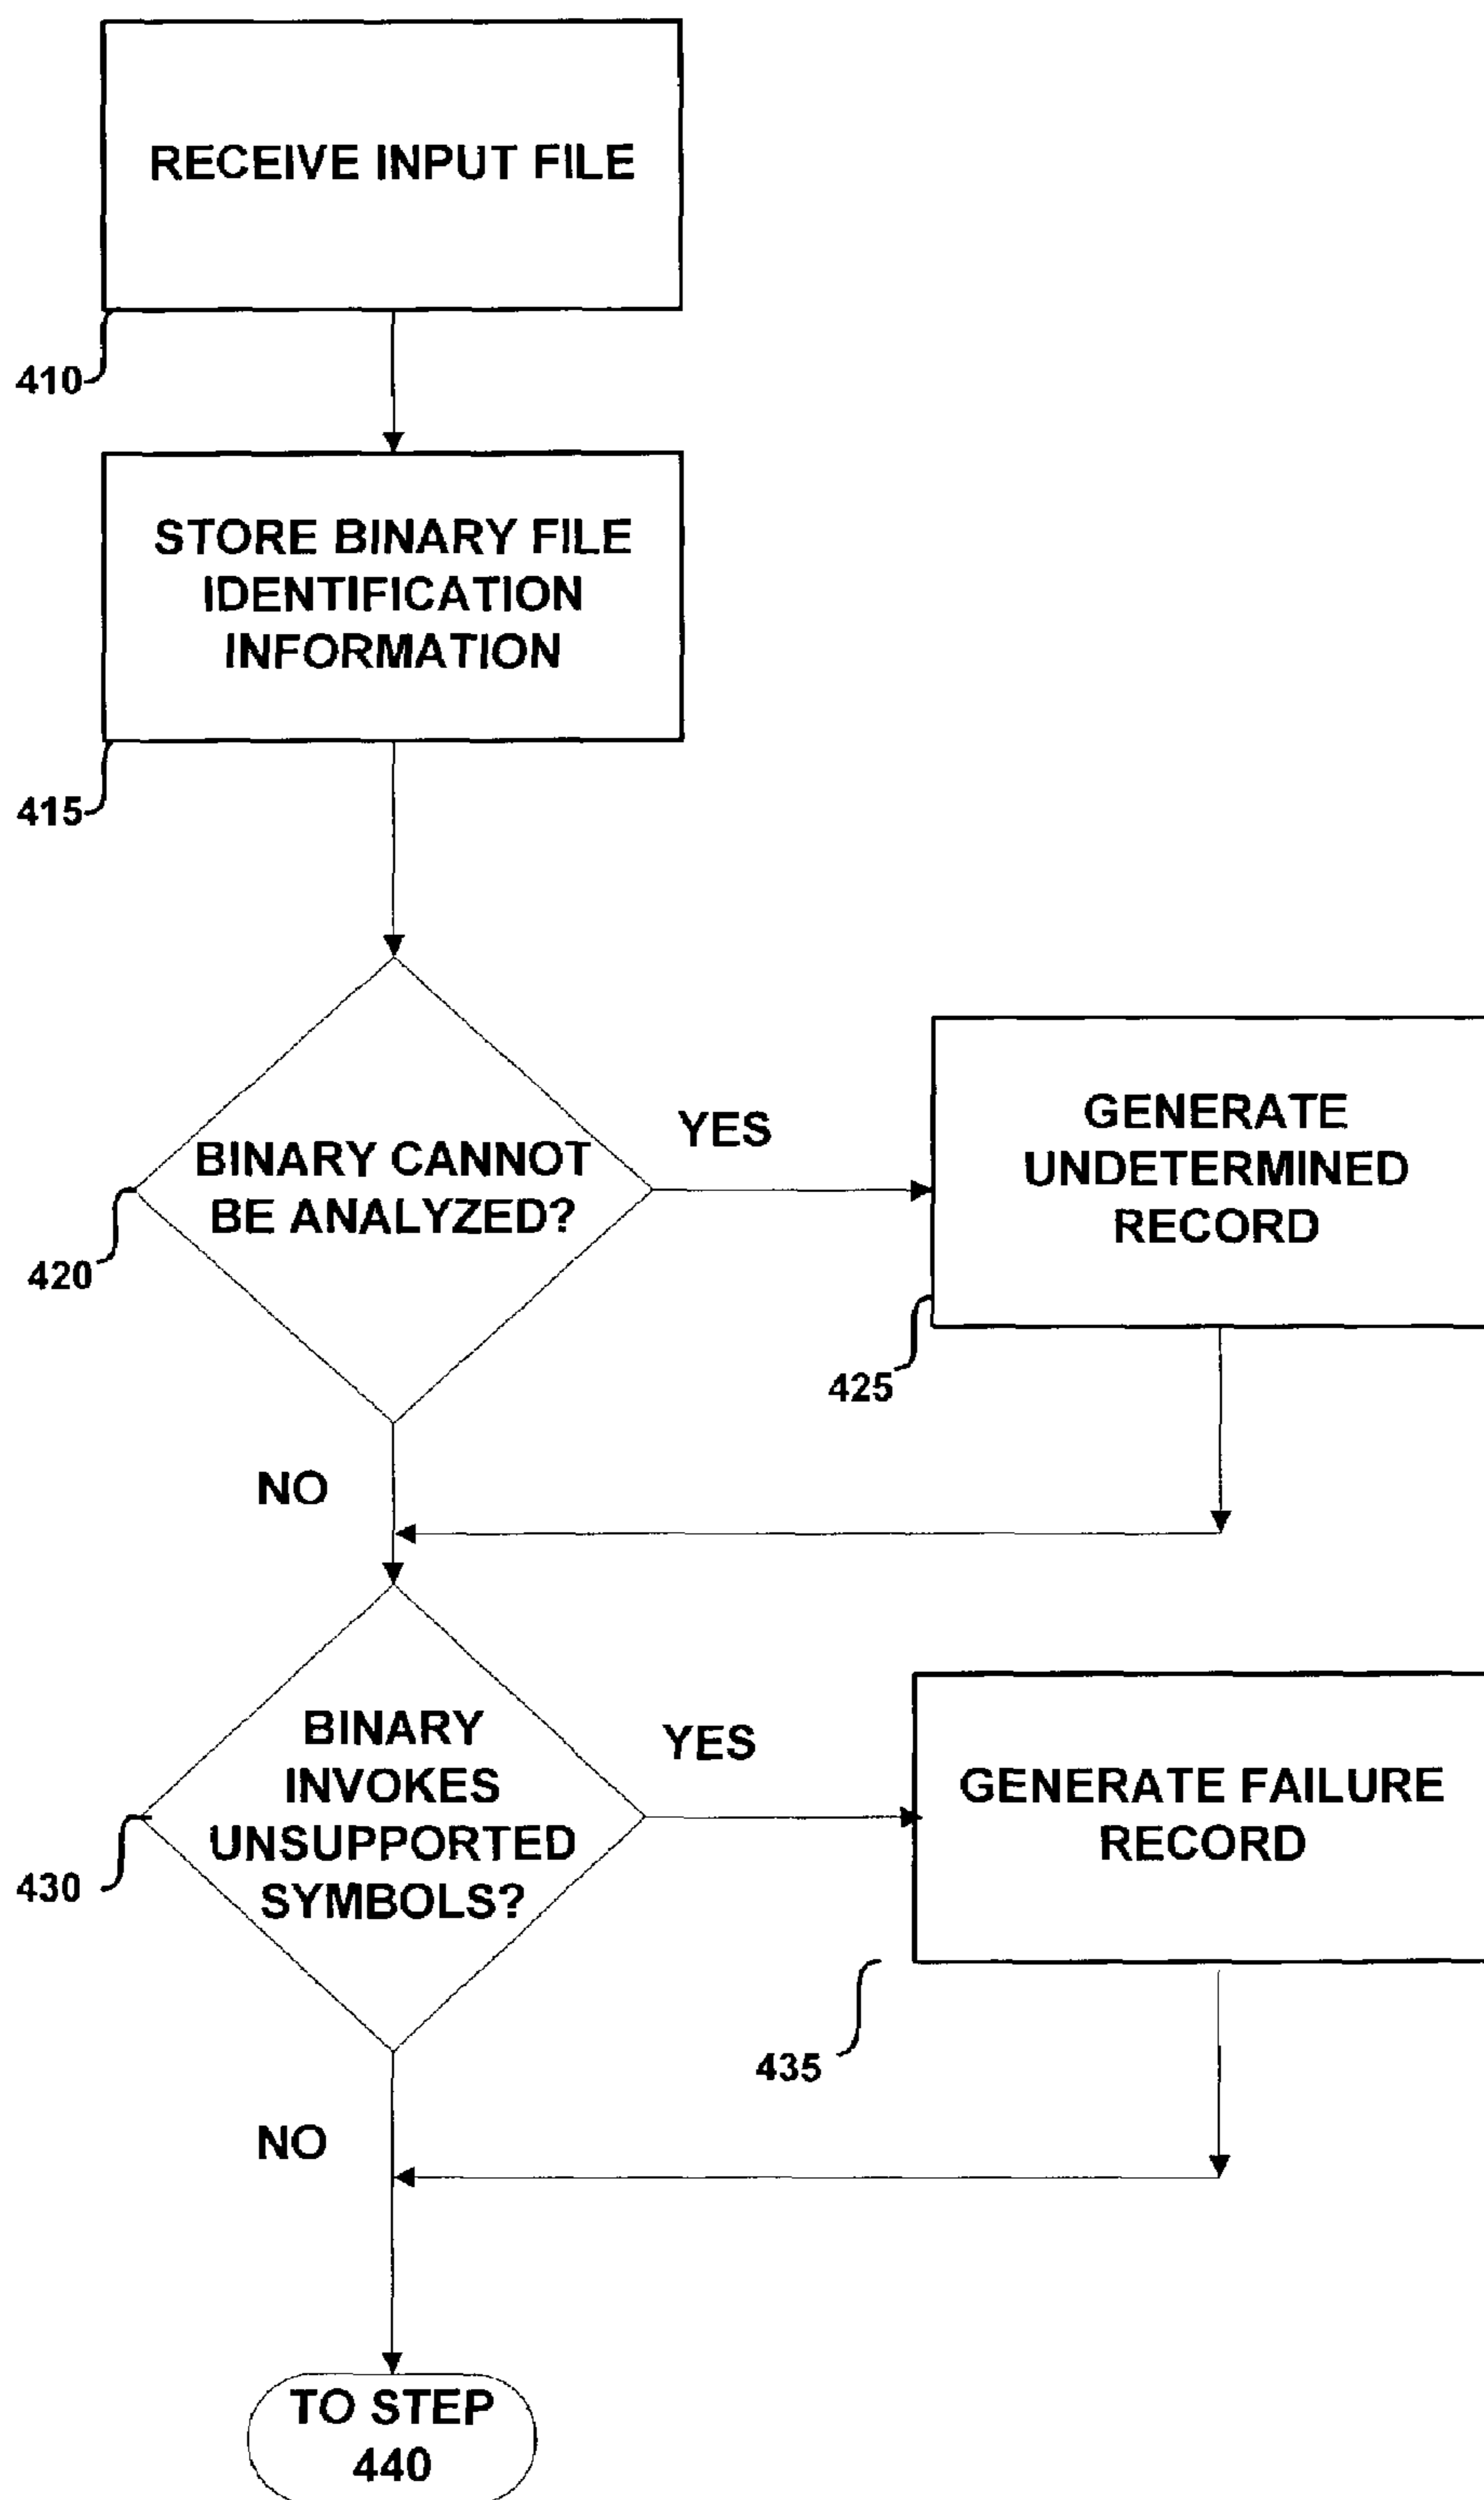 RECEIVE INPUT FILE
410
STORE BINARY FILE
IDENTIFICATION
INFORMATION
415
BINARY CANNOT
BE ANALYZED?
420
YES
GENERATE
UNDETERMINED
RECORD
425
NO
BINARY
INVOKES
UNSUPPORTED
SYMBOLS?
430
YES
GENERATE FAILURE
RECORD
435
NO
TO STEP
440